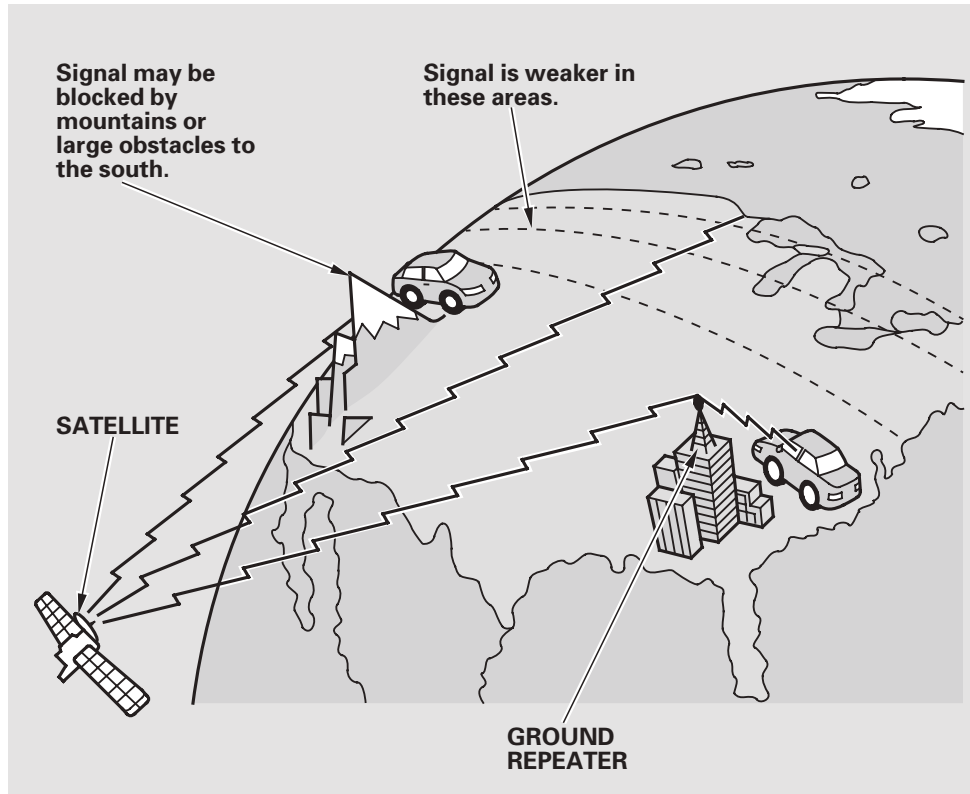 Signal may be
blocked by
mountains or
large obstacles to
the south.
Signal is weaker in
these areas.
SATELLITE
GROUND
REPEATER